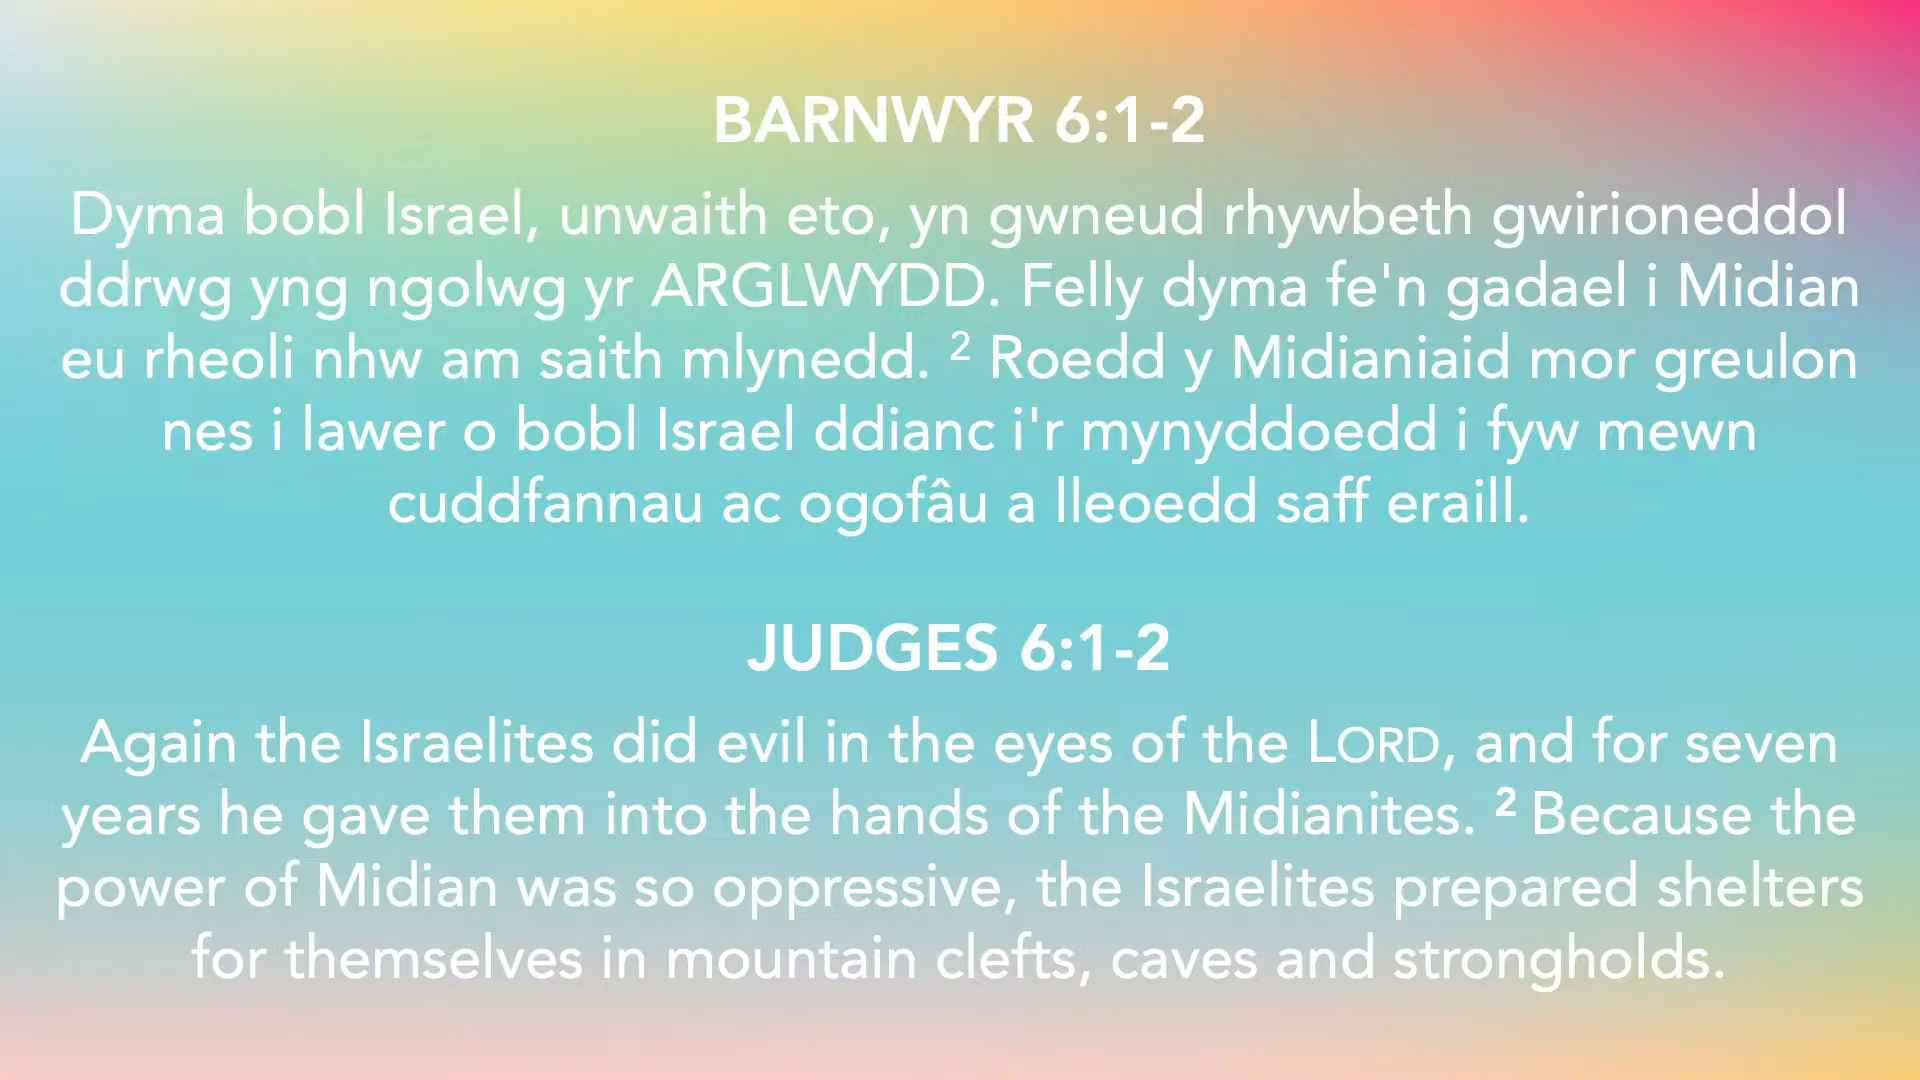 BARNWYR 6:1-2
Dyma bobl Israel, unwaith eto, yn gwneud rhywbeth gwirioneddol
ddrwg yng ngolwg yr ARGLWYDD. Felly dyma fe'n gadael i Midian
eu rheoli nhw am saith mlynedd. ² Roedd y Midianiaid mor greulon
nes i lawer o bobl Israel ddianc i'r mynyddoedd i fyw mewn
cuddfannau ac ogofâu a lleoedd saff eraill.
JUDGES 6:1-2
Again the Israelites did evil in the eyes of the LORD, and for seven
years he gave them into the hands of the Midianites. ² Because the
power of Midian was so oppressive, the Israelites prepared shelters
for themselves in mountain clefts, caves and strongholds.